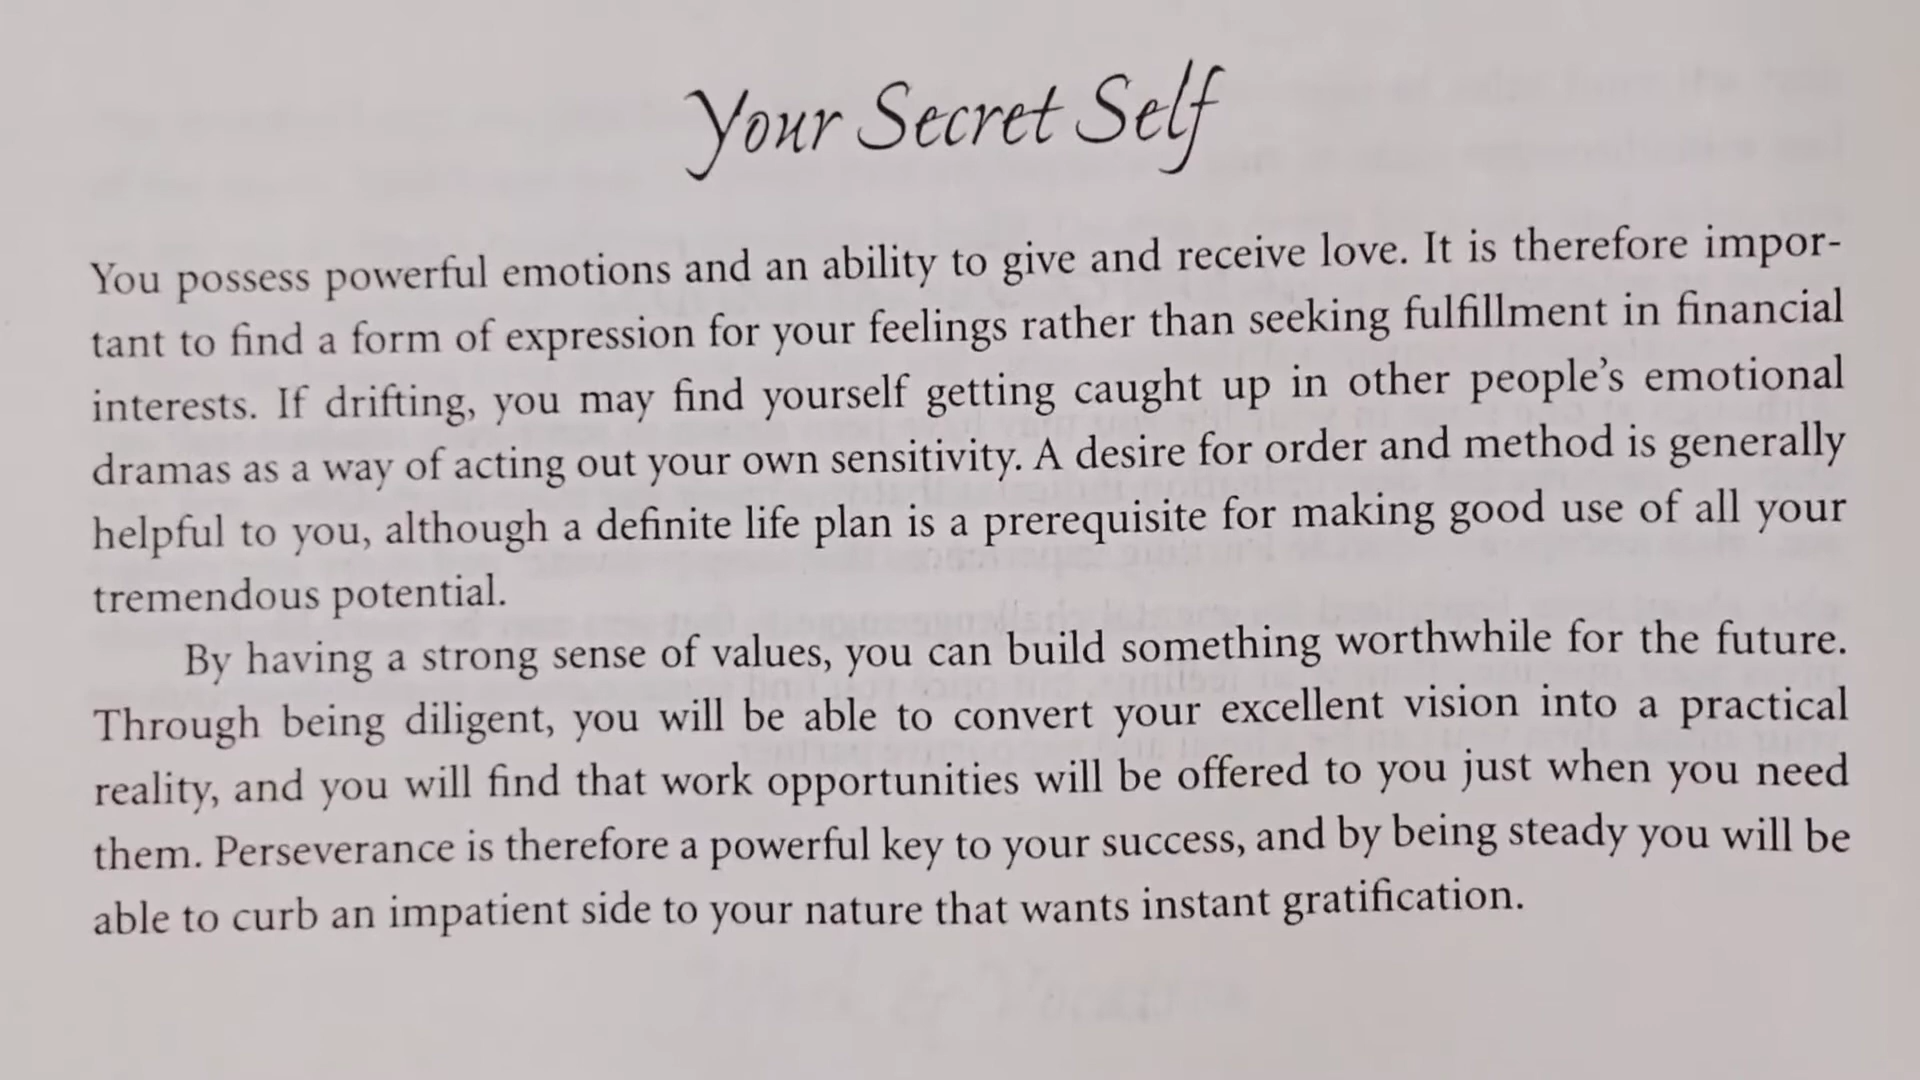 Your Secret Self
You possess powerful emotions and an ability to give and receive love. It is therefore impor-
tant to find a form of expression for your feelings rather than seeking fulfillment in financial
interests. If drifting, you may find yourself getting caught up in other people's emotional
dramas as a way of acting out your own sensitivity. A desire for order and method is generally
helpful to you, although a definite life plan is a prerequisite for making good use of all your
tremendous potential.
By having a strong sense of values, you can build something worthwhile for the future.
Through being diligent, you will be able to convert your excellent vision into a practical
reality, and you will find that work opportunities will be offered to you just when you need
them. Perseverance is therefore a powerful key to your success, and by being steady you will be
able to curb an impatient side to your nature that wants instant gratification.